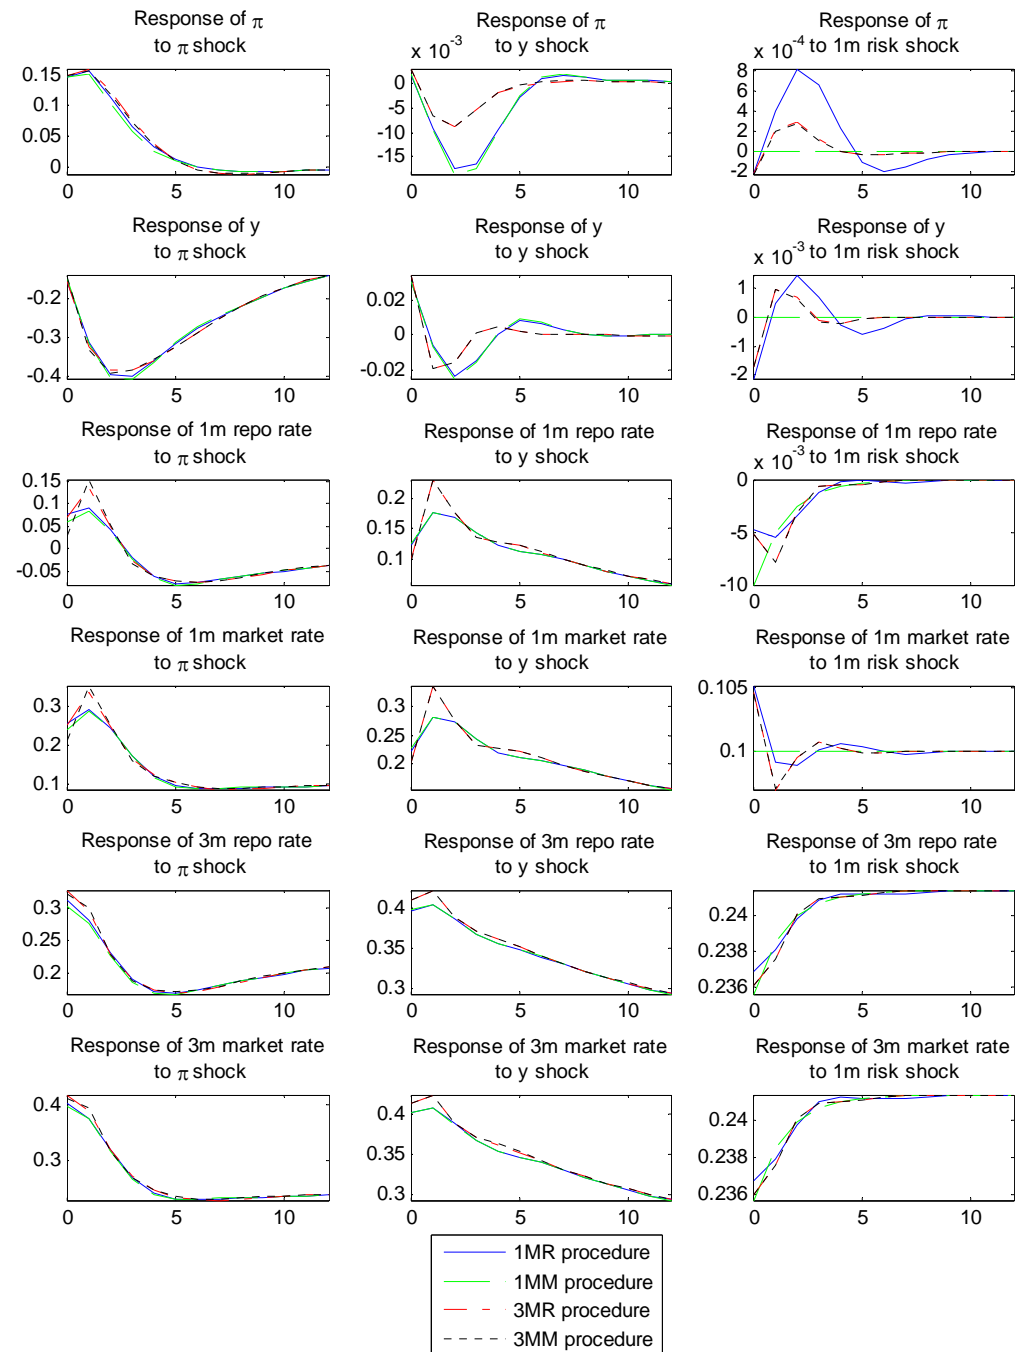 Response of π
to π shock
0.15
0.1
0.05
0
0 5 10
Response of π
x 10-3 to y shock
0
-5
-10
-15
0 5 10
Response of π
x 10-4 to 1m risk shock
8
6
4
2
0
-2
0 5 10
Response of y
to π shock
-0.2
-0.3
-0.4
0 5 10
Response of y
to y shock
0.02
0
-0.02
0 5 10
Response of y
x 10-3 to 1m risk shock
1
0
-1
-2
0 5 10
Response of 1m repo rate
to π shock
0.15
0.1
0.05
0
-0.05
0 5 10
Response of 1m repo rate
to y shock
0.2
0.15
0.1
0 5 10
Response of 1m repo rate
x 10-3 to 1m risk shock
0
-5
-10
0 5 10
Response of 1m market rate
to π shock
0.3
0.2
0.1
0 5 10
Response of 1m market rate
to y shock
0.3
0.25
0.2
0 5 10
Response of 1m market rate
to 1m risk shock
0.105
0.1
0 5 10
Response of 3m repo rate
to π shock
0.3
0.25
0.2
0 5 10
Response of 3m repo rate
to y shock
0.4
0.35
0.3
0 5 10
Response of 3m repo rate
to 1m risk shock
0.24
0.238
0.236
0 5 10
Response of 3m market rate
to π shock
0.4
0.3
0 5 10
Response of 3m market rate
to y shock
0.4
0.35
0.3
0 5 10
Response of 3m market rate
to 1m risk shock
0.24
0.238
0.236
0 5 10
1MR procedure
1MM procedure
3MR procedure
3MM procedure